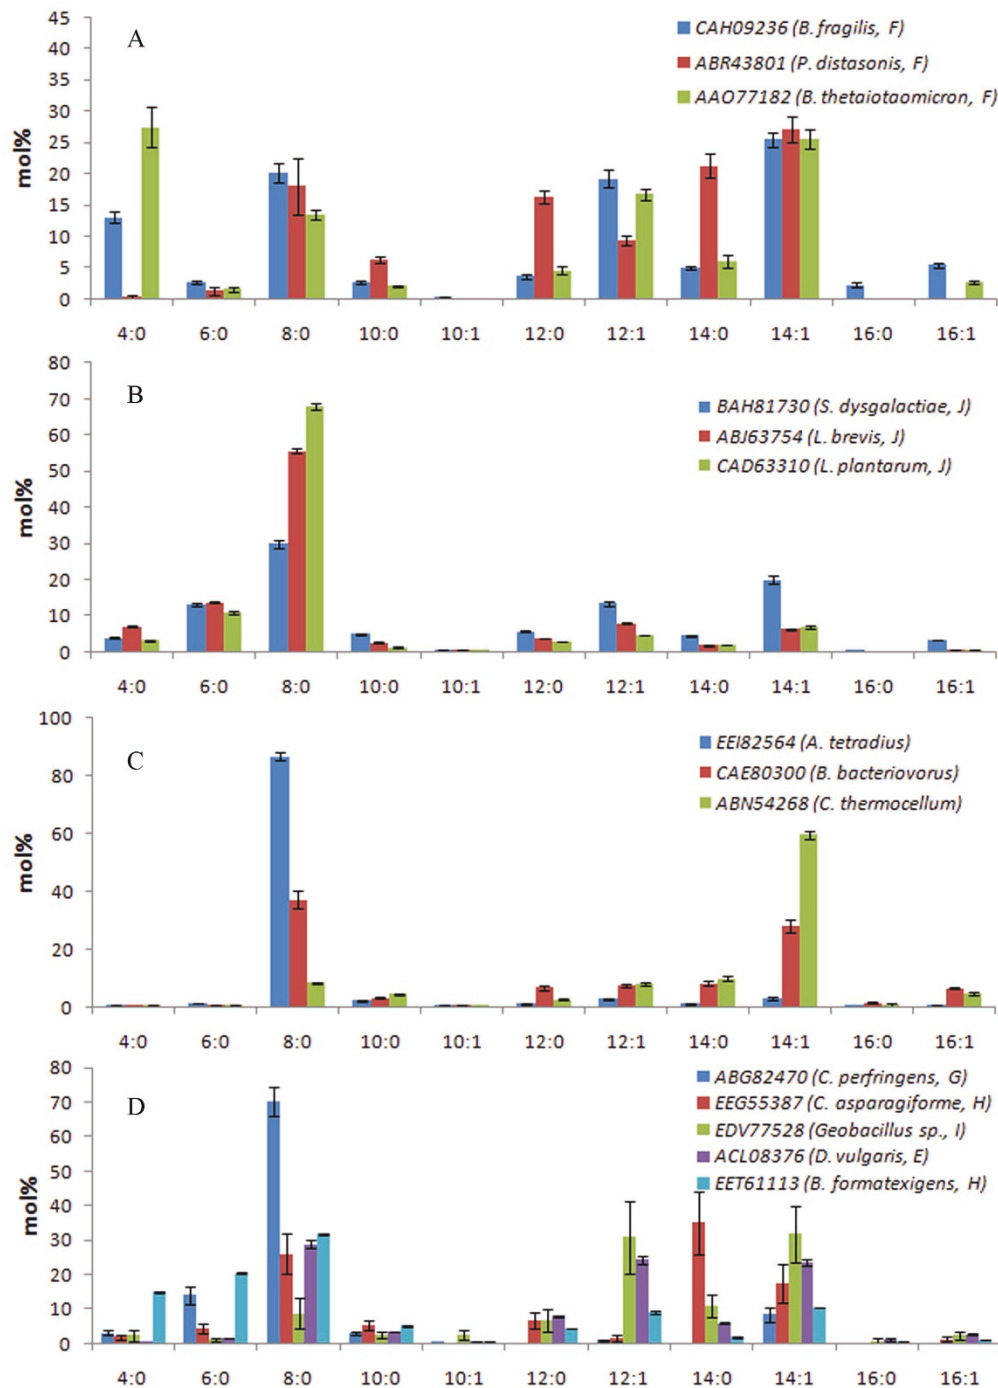 A
mol%
45
40
35
30
25
20
15
10
5
0
CAH09236 (B. fragilis, F)
ABR43801 (P. distasonis, F)
AAO77182 (B. thetaiotaomicron, F)
4:0 6:0 8:0 10:0 10:1 12:0 12:1 14:0 14:1 16:0 16:1
B
mol%
80
70
60
50
40
30
20
10
0
BAH81730 (S. dysgalactiae, J)
ABJ63754 (L. brevis, J)
CAD63310 (L. plantarum, J)
4:0 6:0 8:0 10:0 10:1 12:0 12:1 14:0 14:1 16:0 16:1
C
mol%
100
80
60
40
20
0
EEI82564 (A. tetradius)
CAE80300 (B. bacteriovorus)
ABN54268 (C. thermocellum)
4:0 6:0 8:0 10:0 10:1 12:0 12:1 14:0 14:1 16:0 16:1
D
mol%
80
70
60
50
40
30
20
10
0
ABG82470 (C. perfringens, G)
EEG55387 (C. asparagiforme, H)
EDV77528 (Geobacillus sp., I)
ACL08376 (D. vulgaris, E)
EET61113 (B. formatexigens, H)
4:0 6:0 8:0 10:0 10:1 12:0 12:1 14:0 14:1 16:0 16:1